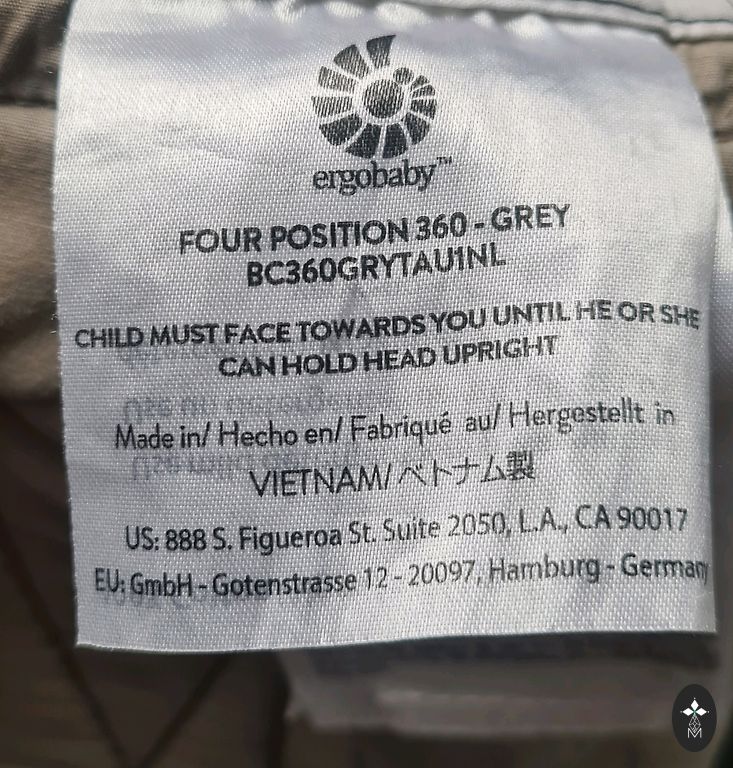 ergobaby™
FOUR POSITION 360 - GREY
BC360GRYTAU1NL
CHILD MUST FACE TOWARDS YOU UNTIL HE OR SHE
CAN HOLD HEAD UPRIGHT
Made in/ Hecho en/ Fabriqué au/ Hergestellt in
VIETNAM/ベトナム製
US: 888 S. Figueroa St. Suite 2050, L.A., CA 90017
EU: GmbH - Gotenstrasse 12 - 20097, Hamburg - Germany
M